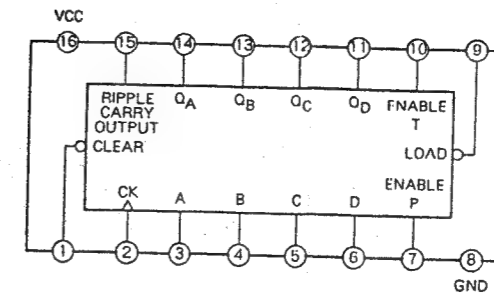 VCC
16 15 14 13 12 11 10 9
RIPPLE CARRY OUTPUT
QA QB QC QD
FNABLE T
CLEAR
LOAD
ENABLE P
CK A B C D
1 2 3 4 5 6 7 8
GND